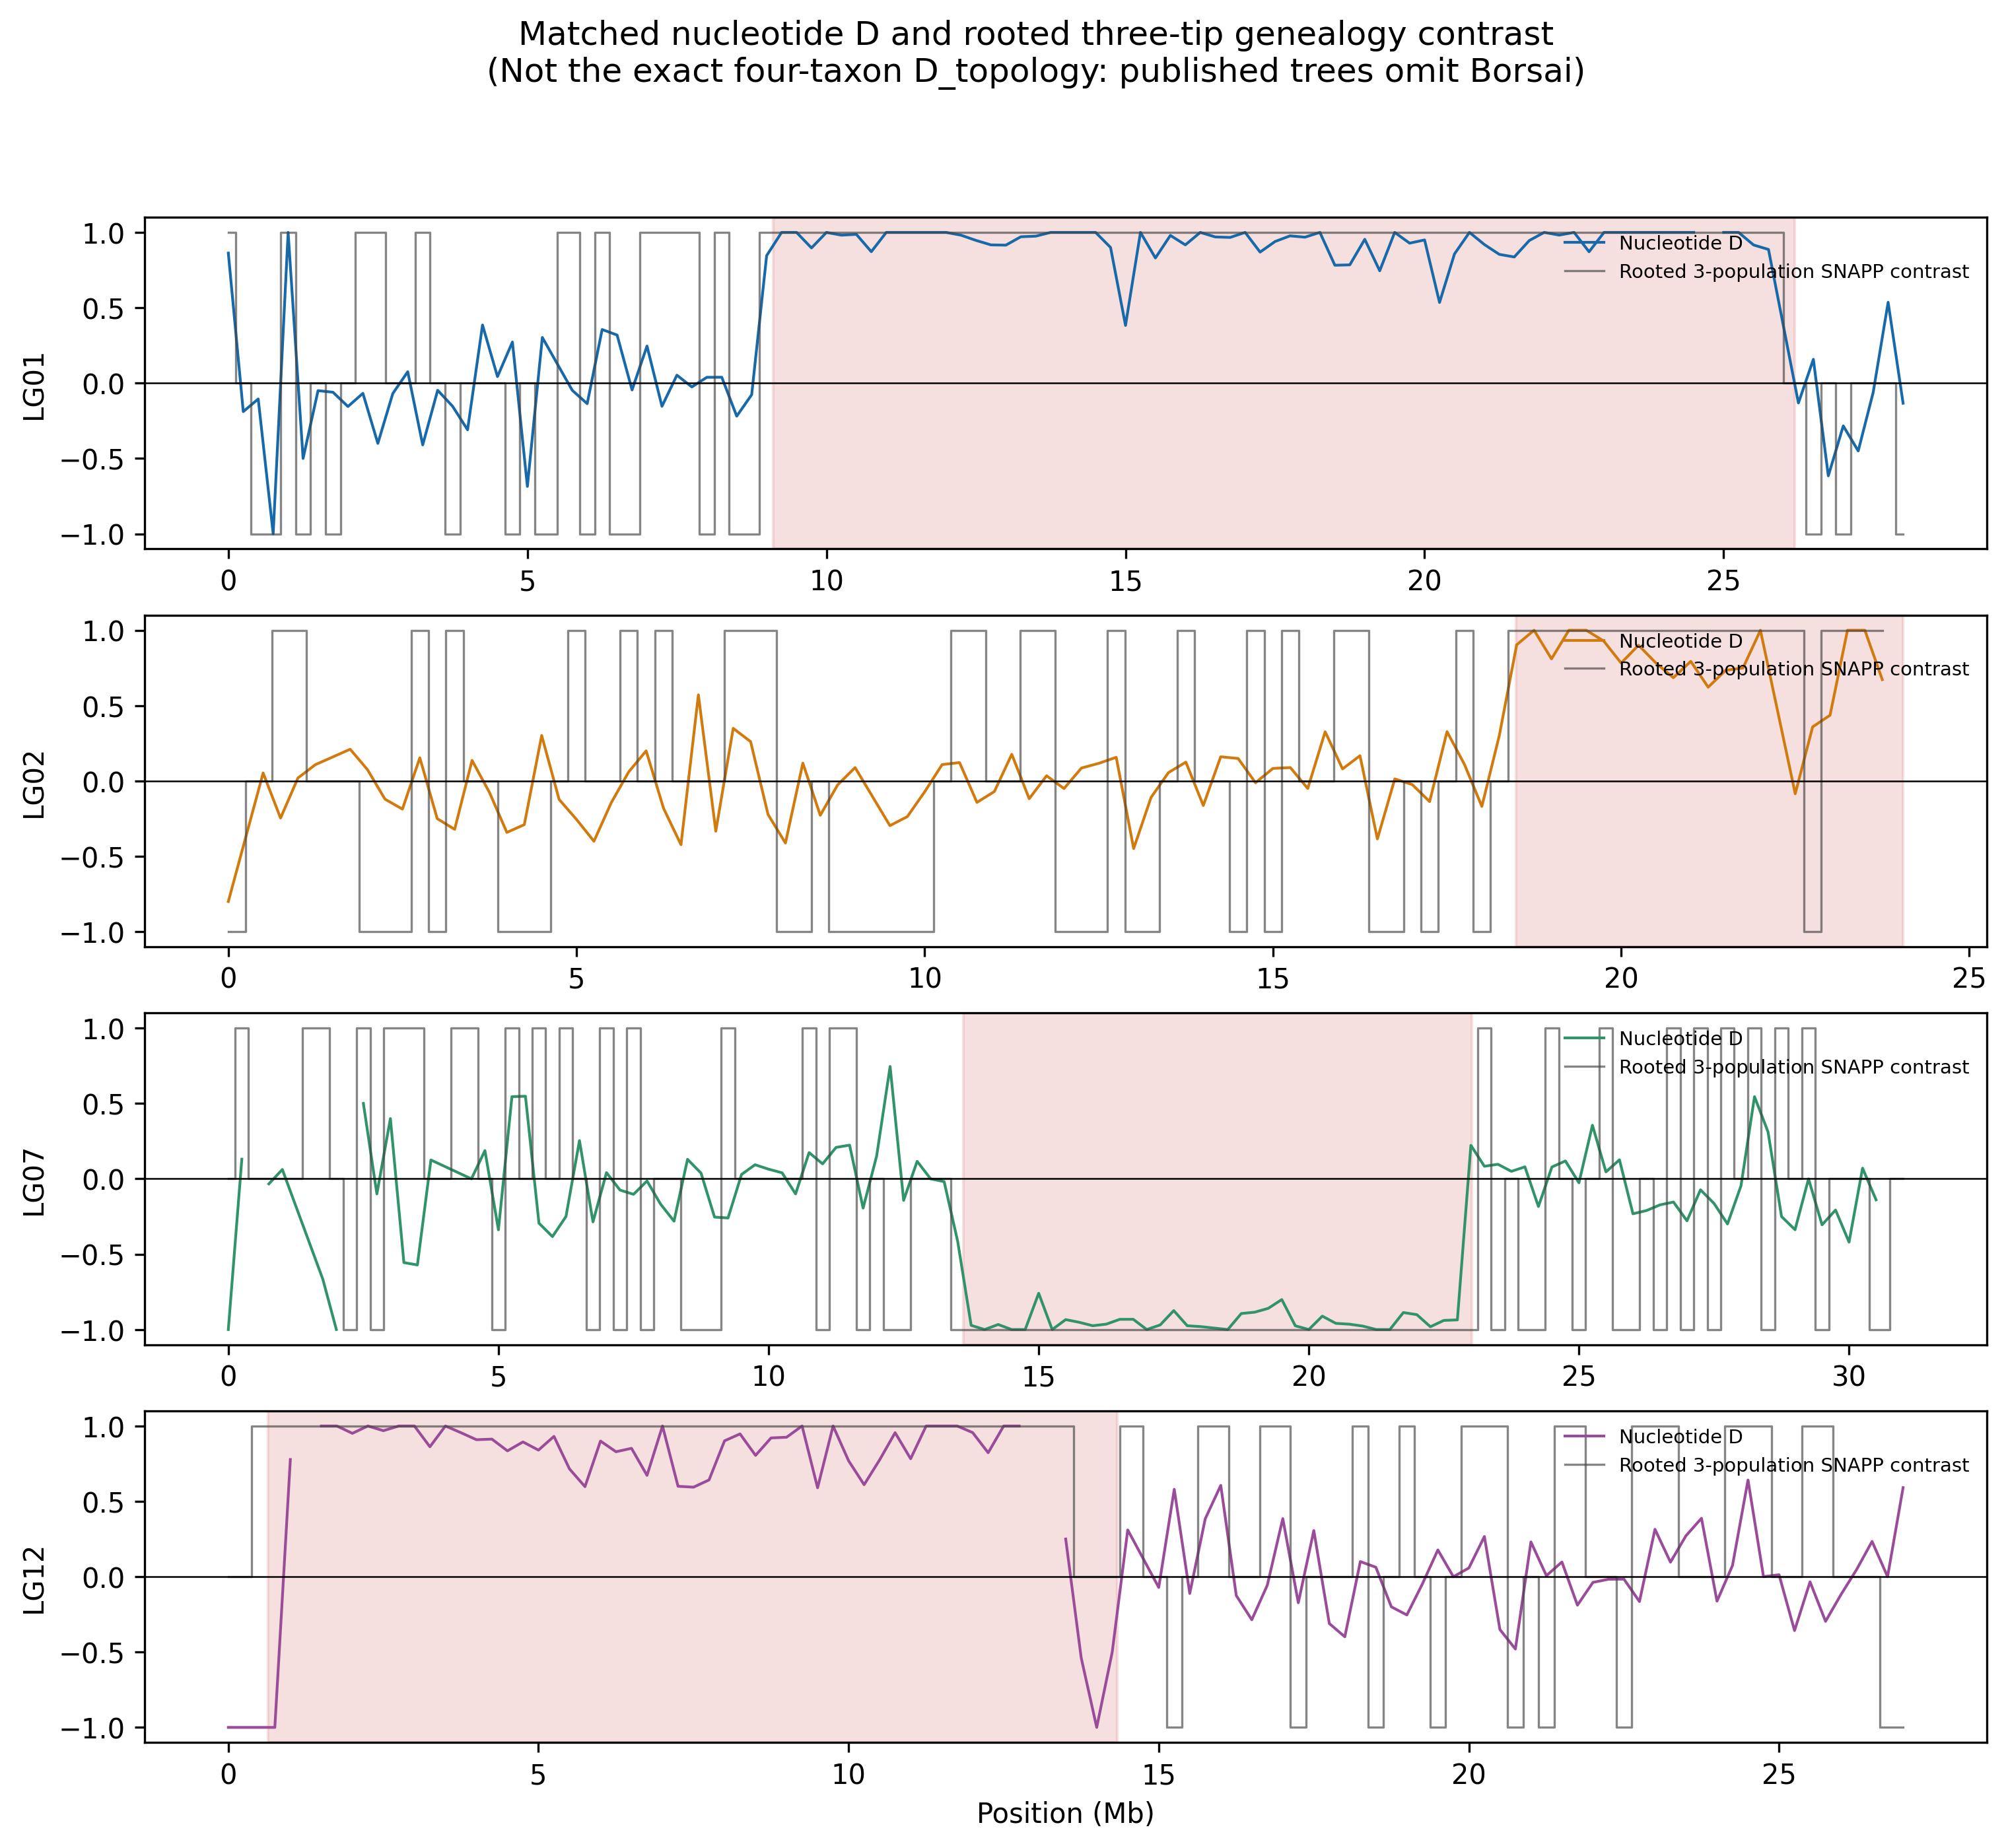 Matched nucleotide D and rooted three-tip genealogy contrast
(Not the exact four-taxon D_topology: published trees omit Borsai)
LG01
1.0
0.5
0.0
−0.5
−1.0
Nucleotide D
Rooted 3-population SNAPP contrast
0 5 10 15 20 25
LG02
1.0
0.5
0.0
−0.5
−1.0
Nucleotide D
Rooted 3-population SNAPP contrast
0 5 10 15 20 25
LG07
1.0
0.5
0.0
−0.5
−1.0
Nucleotide D
Rooted 3-population SNAPP contrast
0 5 10 15 20 25 30
LG12
1.0
0.5
0.0
−0.5
−1.0
Nucleotide D
Rooted 3-population SNAPP contrast
0 5 10 15 20 25
Position (Mb)